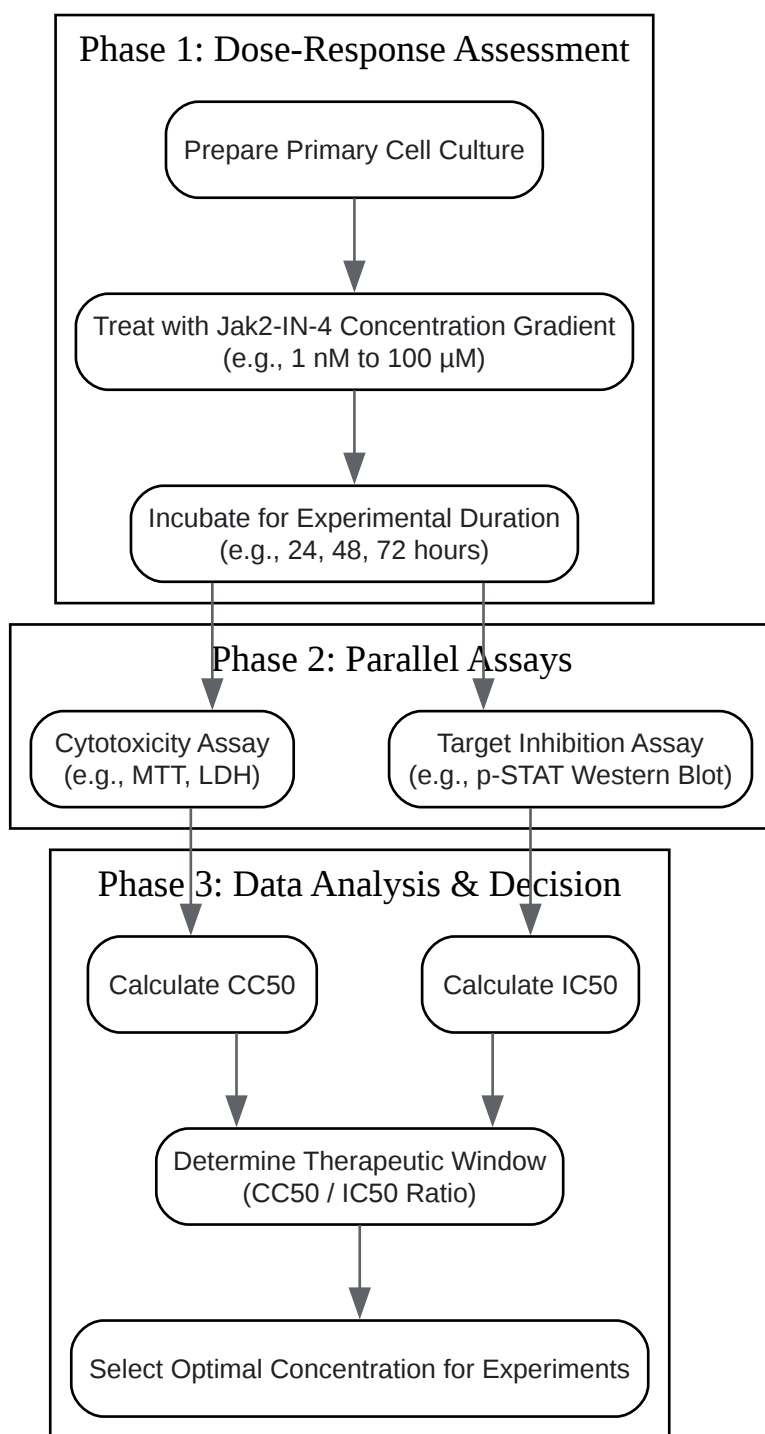 Phase 1: Dose-Response Assessment
Prepare Primary Cell Culture
Treat with Jak2-IN-4 Concentration Gradient
(e.g., 1 nM to 100 µM)
Incubate for Experimental Duration
(e.g., 24, 48, 72 hours)
Phase 2: Parallel Assays
Cytotoxicity Assay
(e.g., MTT, LDH)
Target Inhibition Assay
(e.g., p-STAT Western Blot)
Phase 3: Data Analysis & Decision
Calculate CC50
Calculate IC50
Determine Therapeutic Window
(CC50 / IC50 Ratio)
Select Optimal Concentration for Experiments